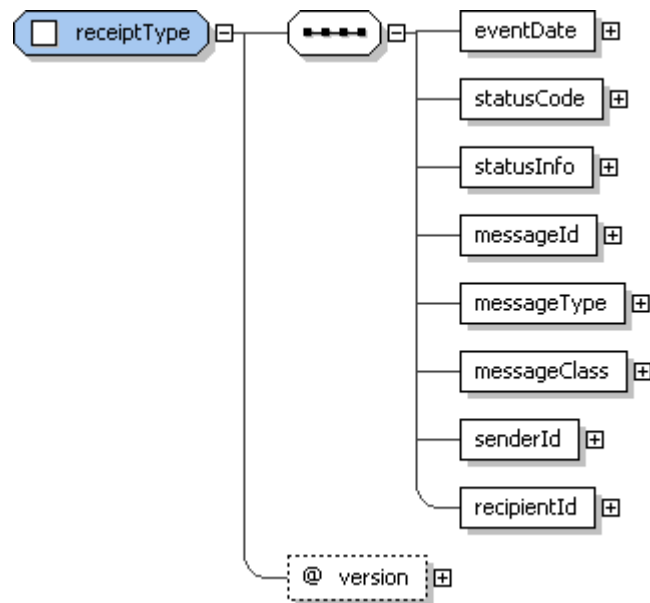 receiptType
eventDate
statusCode
statusInfo
messageId
messageType
messageClass
senderId
recipientId
@ version